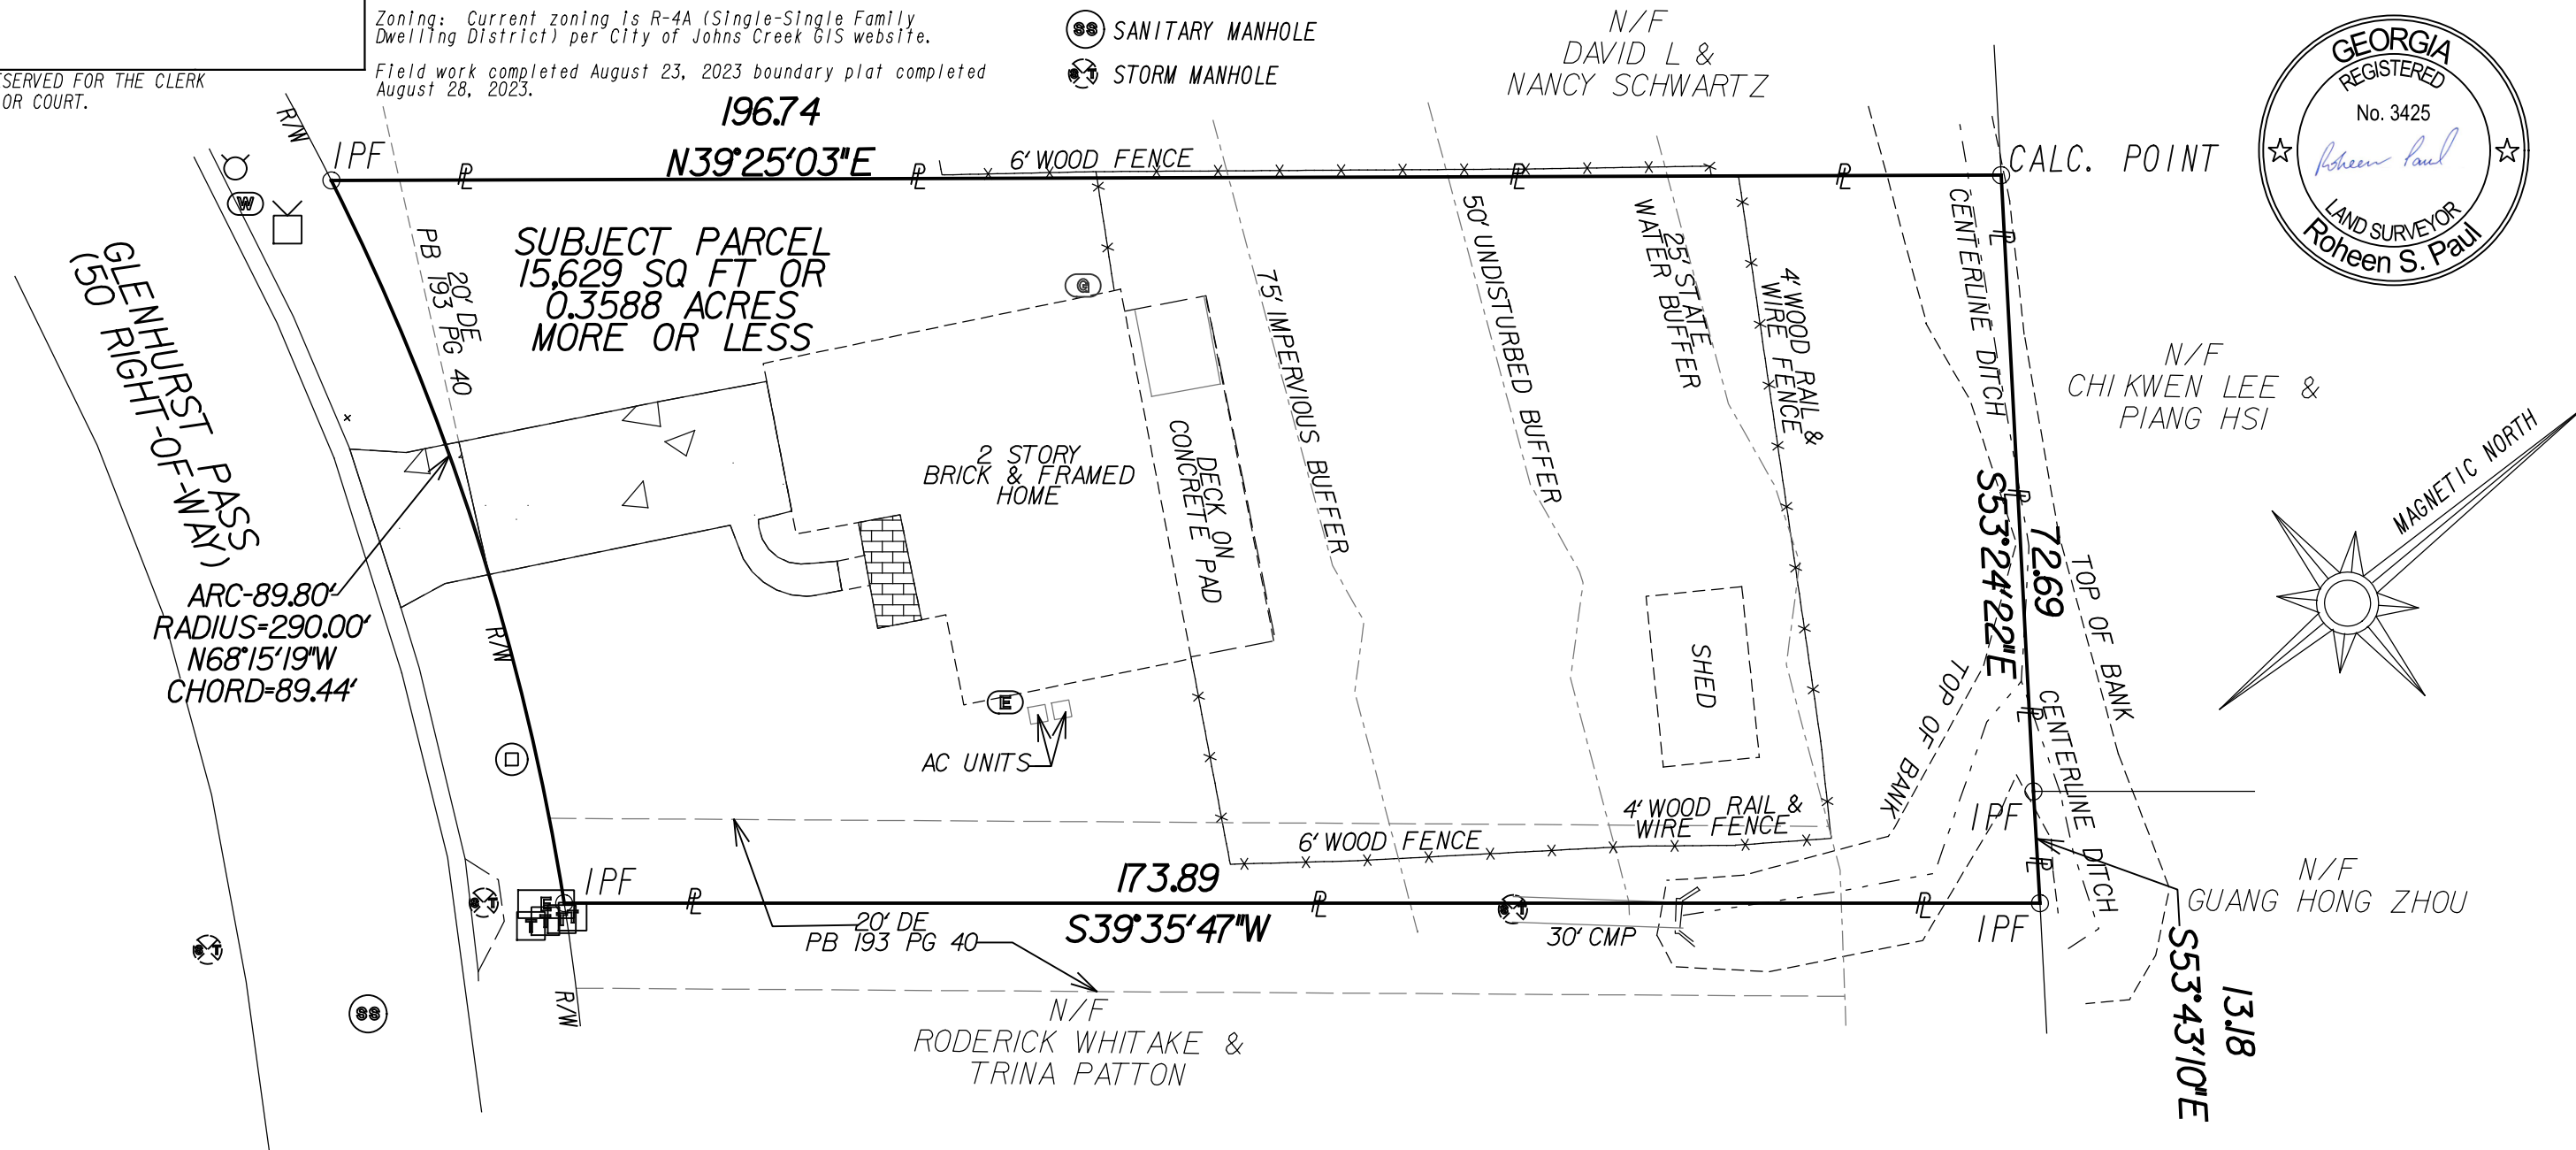 Zoning: Current zoning is R-4A (Single-Single Family
Dwelling District) per City of Johns Creek GIS website.
Field work completed August 23, 2023 boundary plat completed
August 28, 2023.
SERVED FOR THE CLERK
OR COURT.
SS SANITARY MANHOLE
ST STORM MANHOLE
N/F
DAVID L &
NANCY SCHWARTZ
GEORGIA
REGISTERED
No. 3425
Roheen Paul
LAND SURVEYOR
Roheen S. Paul
R/W
IPF
196.74
N39°25'03"E
6' WOOD FENCE
CALC. POINT
W
GLENHURST PASS
(50 RIGHT-OF-WAY)
20' DE
PB 193 PG 40
SUBJECT PARCEL
15,629 SQ FT OR
0.3588 ACRES
MORE OR LESS
G
75' IMPERVIOUS BUFFER
50' UNDISTURBED BUFFER
25' STATE
WATER BUFFER
4' WOOD RAIL &
WIRE FENCE
CENTERLINE DITCH
N/F
CHI KWEN LEE &
PIANG HSI
MAGNETIC NORTH
2 STORY
BRICK & FRAMED
HOME
DECK ON
CONCRETE PAD
S53°24'22"E
72.69
TOP OF BANK
ARC-89.80'
RADIUS=290.00'
N68°15'19"W
CHORD=89.44'
R/W
SHED
E
AC UNITS
TOP OF BANK
CENTERLINE DITCH
IPF
4' WOOD RAIL &
WIRE FENCE
6' WOOD FENCE
IPF
173.89
S39°35'47"W
20' DE
PB 193 PG 40
30' CMP
IPF
N/F
GUANG HONG ZHOU
13.18
S53°43'10"E
ST
E
T
T
T
T
ST
ST
SS
R/W
N/F
RODERICK WHITAKE &
TRINA PATTON